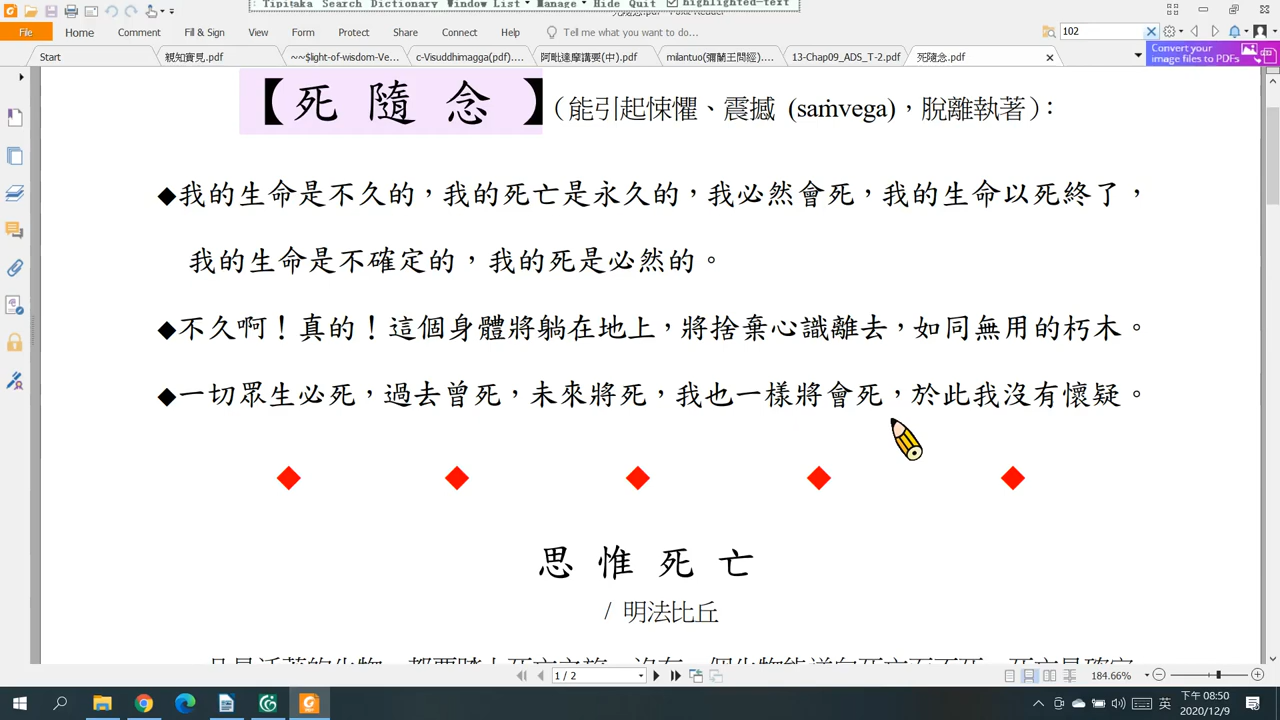 Tipitaka Search Dictionary Window List Manage Hide Quit highlighted-text
File Home Comment Fill & Sign View Form Protect Share Connect Help Tell me what you want to do... 102
Start 親知實見.pdf ~~$light-of-wisdom-Ve... c-Visuddhimagga(pdf).... 阿毗達摩講要(中).pdf milantuo(彌蘭王問經).... 13-Chap09_ADS_T-2.pdf 死隨念.pdf
Convert your
image files to PDFs
【死 隨 念 】(能引起悚懼、震撼 (saṁvega),脫離執著):
◆我的生命是不久的,我的死亡是永久的,我必然會死,我的生命以死終了,
我的生命是不確定的,我的死是必然的。
◆不久啊!真的!這個身體將躺在地上,將捨棄心識離去,如同無用的朽木。
◆一切眾生必死,過去曾死,未來將死,我也一樣將會死,於此我沒有懷疑。
◆ ◆ ◆ ◆ ◆
思 惟 死 亡
/ 明法比丘
1 / 2 184.66%
英 下午 08:50
2020/12/9